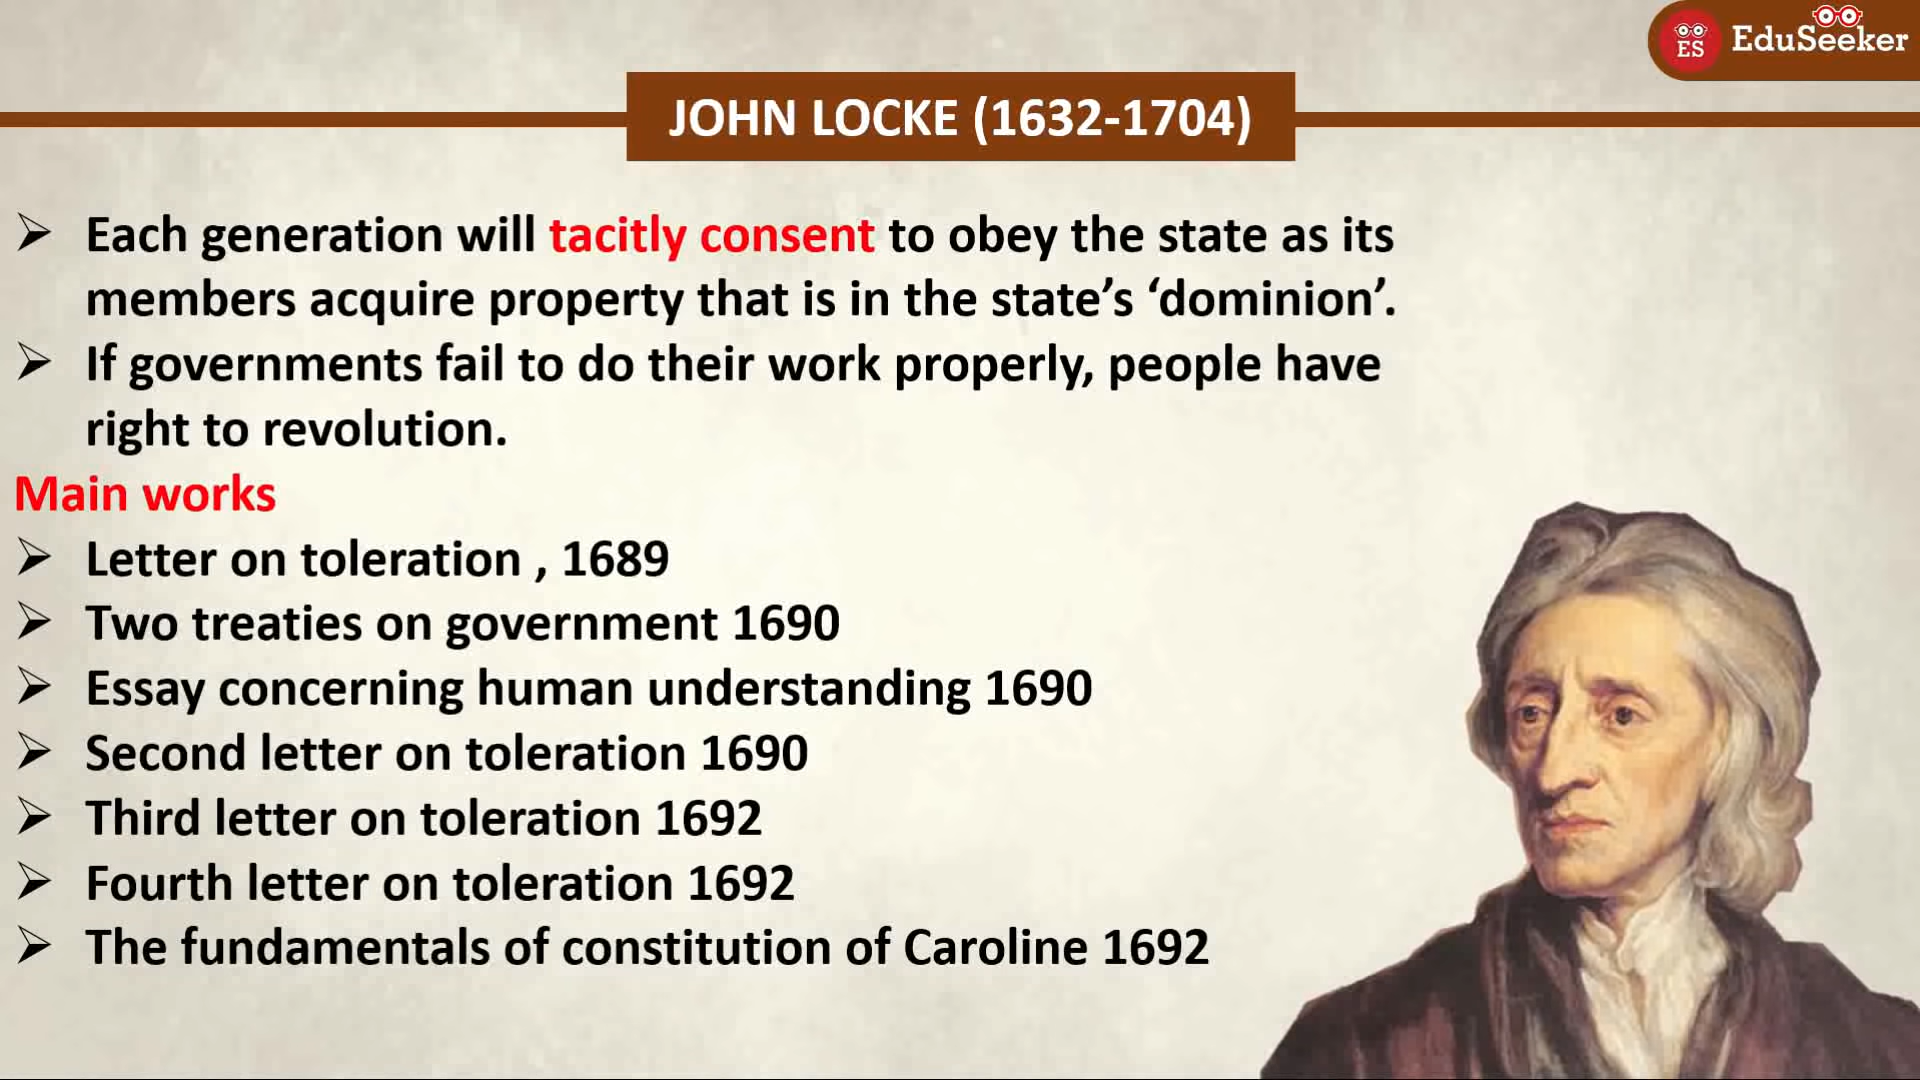 ES EduSeeker
JOHN LOCKE (1632-1704)
Each generation will tacitly consent to obey the state as its
members acquire property that is in the state's ‘dominion’.
If governments fail to do their work properly, people have
right to revolution.
Main works
Letter on toleration , 1689
Two treaties on government 1690
Essay concerning human understanding 1690
Second letter on toleration 1690
Third letter on toleration 1692
Fourth letter on toleration 1692
The fundamentals of constitution of Caroline 1692